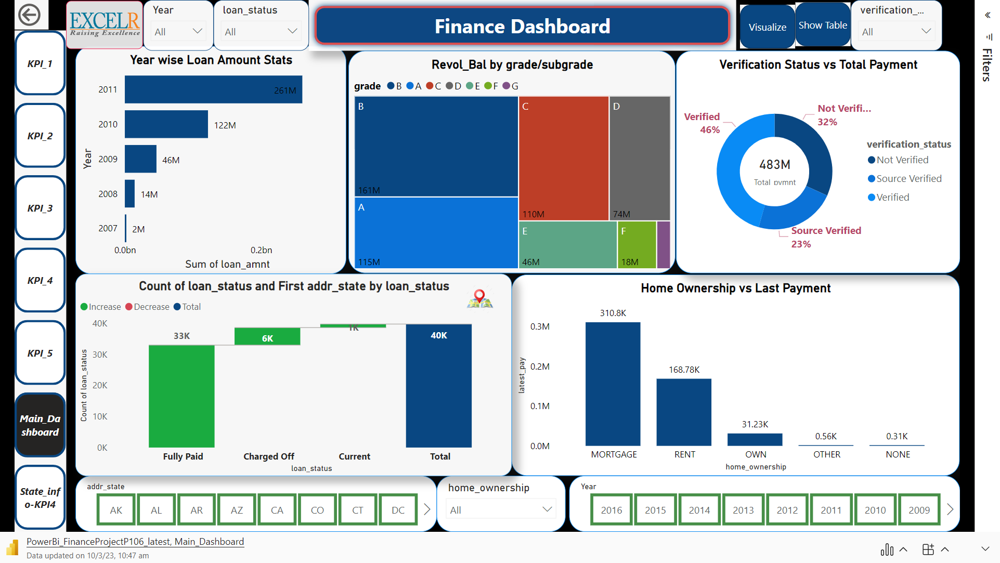 EXCELR
Raising Excellence
Year
All
loan_status
All
Finance Dashboard
Visualize
Show Table
verification_...
All
«
Filters
KPI_1
KPI_2
KPI_3
KPI_4
KPI_5
Main_Da
shboard
State_inf
o-KPI4
Year wise Loan Amount Stats
Year
2011
261M
2010
122M
2009
46M
2008
14M
2007
2M
0.0bn
0.2bn
Sum of loan_amnt
Revol_Bal by grade/subgrade
grade B A C D E F G
B
161M
A
115M
C
110M
D
74M
E
46M
F
18M
Verification Status vs Total Payment
Verified
46%
Not Verifi...
32%
Source Verified
23%
483M
Total_pymnt
verification_status
Not Verified
Source Verified
Verified
Count of loan_status and First addr_state by loan_status
Increase Decrease Total
Count of loan_status
40K
30K
20K
10K
0K
33K
6K
1K
40K
Fully Paid
Charged Off
Current
Total
loan_status
Home Ownership vs Last Payment
latest_pay
0.3M
0.2M
0.1M
0.0M
310.8K
168.78K
31.23K
0.56K
0.31K
MORTGAGE
RENT
OWN
OTHER
NONE
home_ownership
addr_state
AK
AL
AR
AZ
CA
CO
CT
DC
home_ownership
All
Year
2016
2015
2014
2013
2012
2011
2010
2009
PowerBi_FinanceProjectP106_latest, Main_Dashboard
Data updated on 10/3/23, 10:47 am